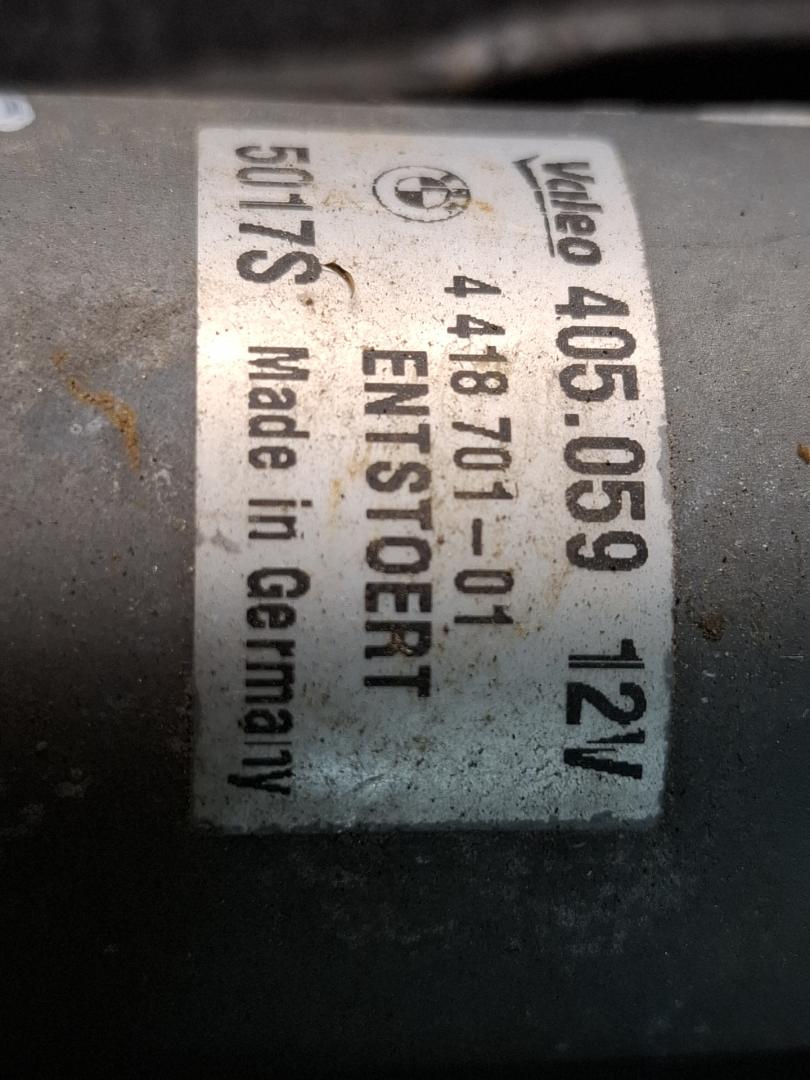 Valeo 405.059 12V
4 418 701-01
ENTSTOERT
5017S Made in Germany